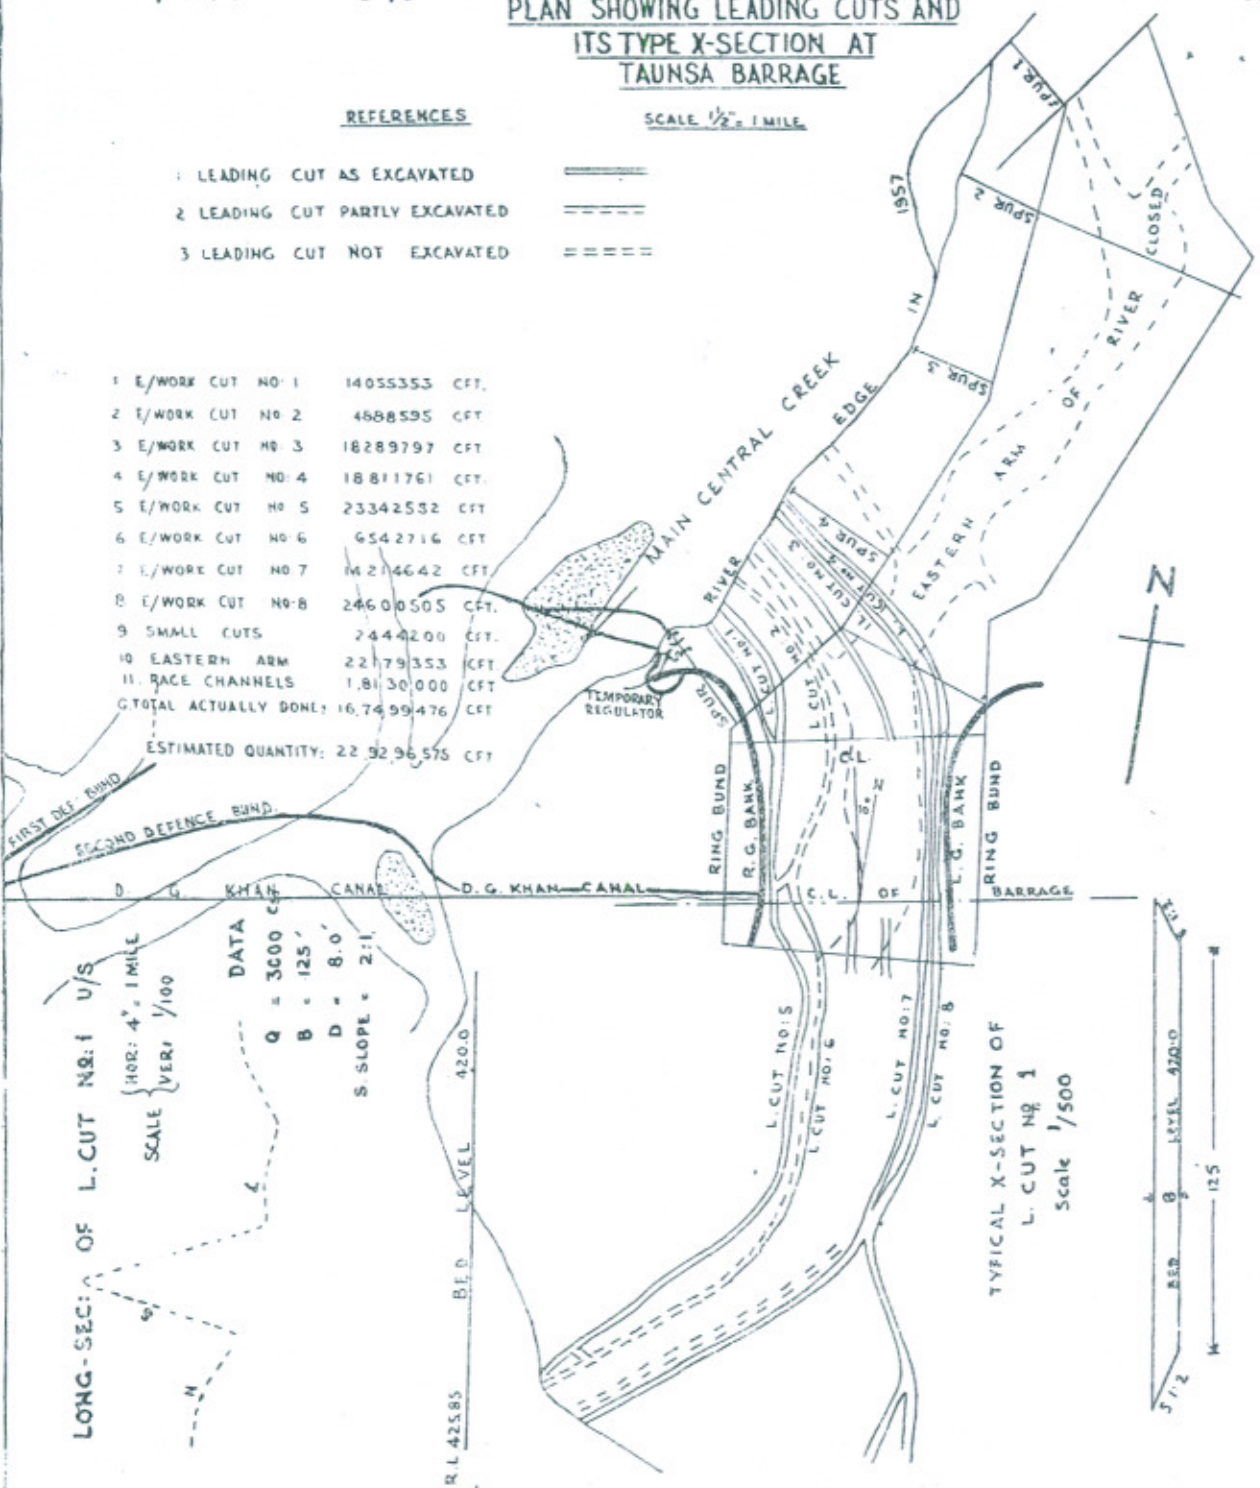 PLAN SHOWING LEADING CUTS AND
ITS TYPE X-SECTION AT
TAUNSA BARRAGE
SCALE 1/2" = 1 MILE
REFERENCES
1 LEADING CUT AS EXCAVATED
2 LEADING CUT PARTLY EXCAVATED
3 LEADING CUT NOT EXCAVATED
1 E/WORK CUT NO: 1 14055353 CFT.
2 E/WORK CUT NO 2 4688595 CFT
3 E/WORK CUT NO: 3 18289797 CFT
4 E/WORK CUT NO: 4 18811761 CFT.
5 E/WORK CUT NO 5 23342532 CFT
6 E/WORK CUT NO 6 6542716 CFT
7 E/WORK CUT NO. 7 14214642 CFT
8 E/WORK CUT NO: 8 24600505 CFT.
9 SMALL CUTS 2444200 CFT.
10 EASTERN ARM 22179353 CFT
11. RACE CHANNELS 1,8130,000 CFT
G.TOTAL ACTUALLY DONE: 16,74,99,476 CFT
ESTIMATED QUANTITY: 22,92,96,575 CFT
SPUR 1
SPUR 2
SPUR 3
SPUR 4
SPUR
RIVER EDGE IN 1957
MAIN CENTRAL CREEK
EASTERN ARM OF RIVER CLOSED
N
L CUT NO: 1
L CUT NO: 2
L CUT NO: 3
L CUT NO 4
TEMPORARY
REGULATOR
FIRST DEF: BUND
SECOND DEFENCE BUND.
D. G. KHAN CANAL
D. G. KHAN CANAL
RING BUND
R. G. BANK
C.L.
L. G. BANK
RING BUND
C.L. OF BARRAGE
L. CUT NO: 5
L CUT NO: 6
L. CUT NO: 7
L. CUT NO: 8
LONG-SEC: OF L.CUT NO: 1 U/S
SCALE { HOR: 4" = 1 MILE
VER: 1/100
DATA
Q = 3000 Cs
B = 125'
D = 8.0'
S. SLOPE = 2:1
R.L 425.85
BED LEVEL 420.0
TYPICAL X-SECTION OF
L. CUT NO 1
Scale 1/500
BED LEVEL 420.0
125
S 1:2